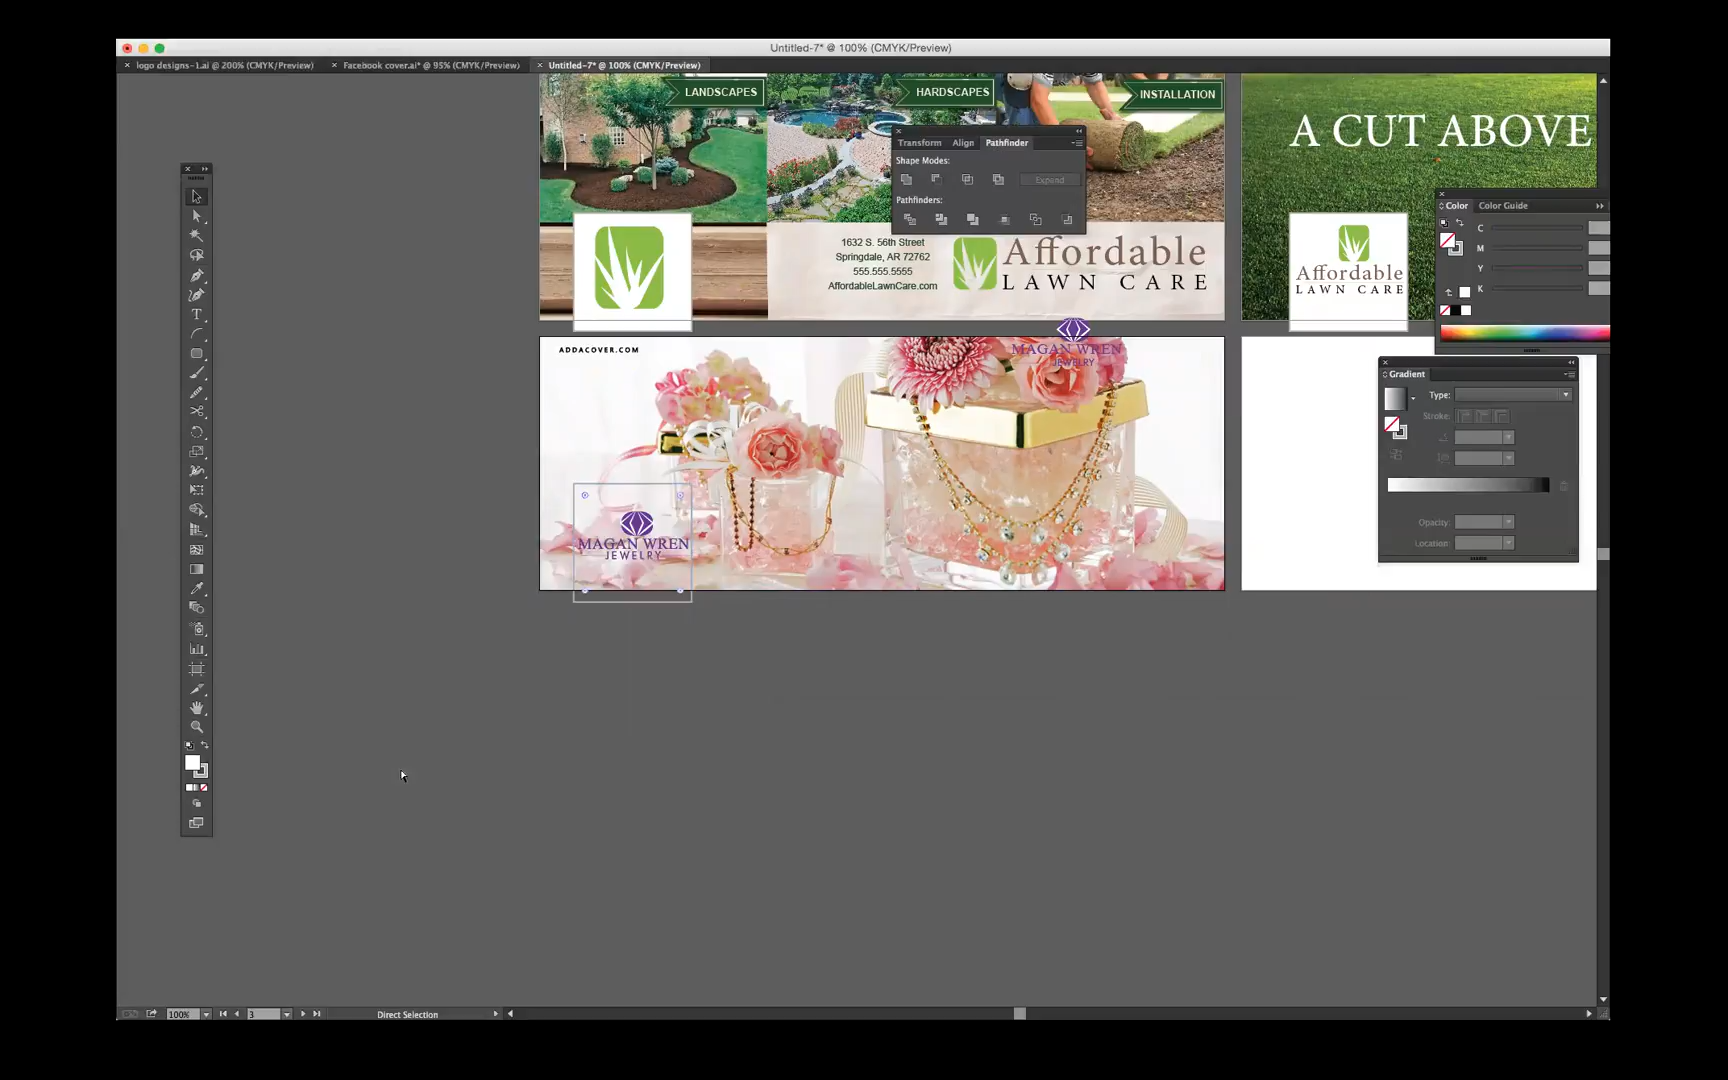 Untitled-7* @ 100% (CMYK/Preview)
logo designs-1.ai @ 200% (CMYK/Preview)
Facebook cover.ai* @ 95% (CMYK/Preview)
Untitled-7* @ 100% (CMYK/Preview)
LANDSCAPES
HARDSCAPES
INSTALLATION
A CUT ABOVE
Transform
Align
Pathfinder
Shape Modes:
Expand
Pathfinders:
Color
Color Guide
C
M
Y
K
1632 S. 56th Street
Springdale, AR 72762
555.555.5555
AffordableLawnCare.com
Affordable
LAWN CARE
Affordable
LAWN CARE
MAGAN WREN
JEWELRY
ADDACOVER.COM
Gradient
Type:
Stroke:
Opacity:
Location:
MAGAN WREN
JEWELRY
T
100%
3
Direct Selection